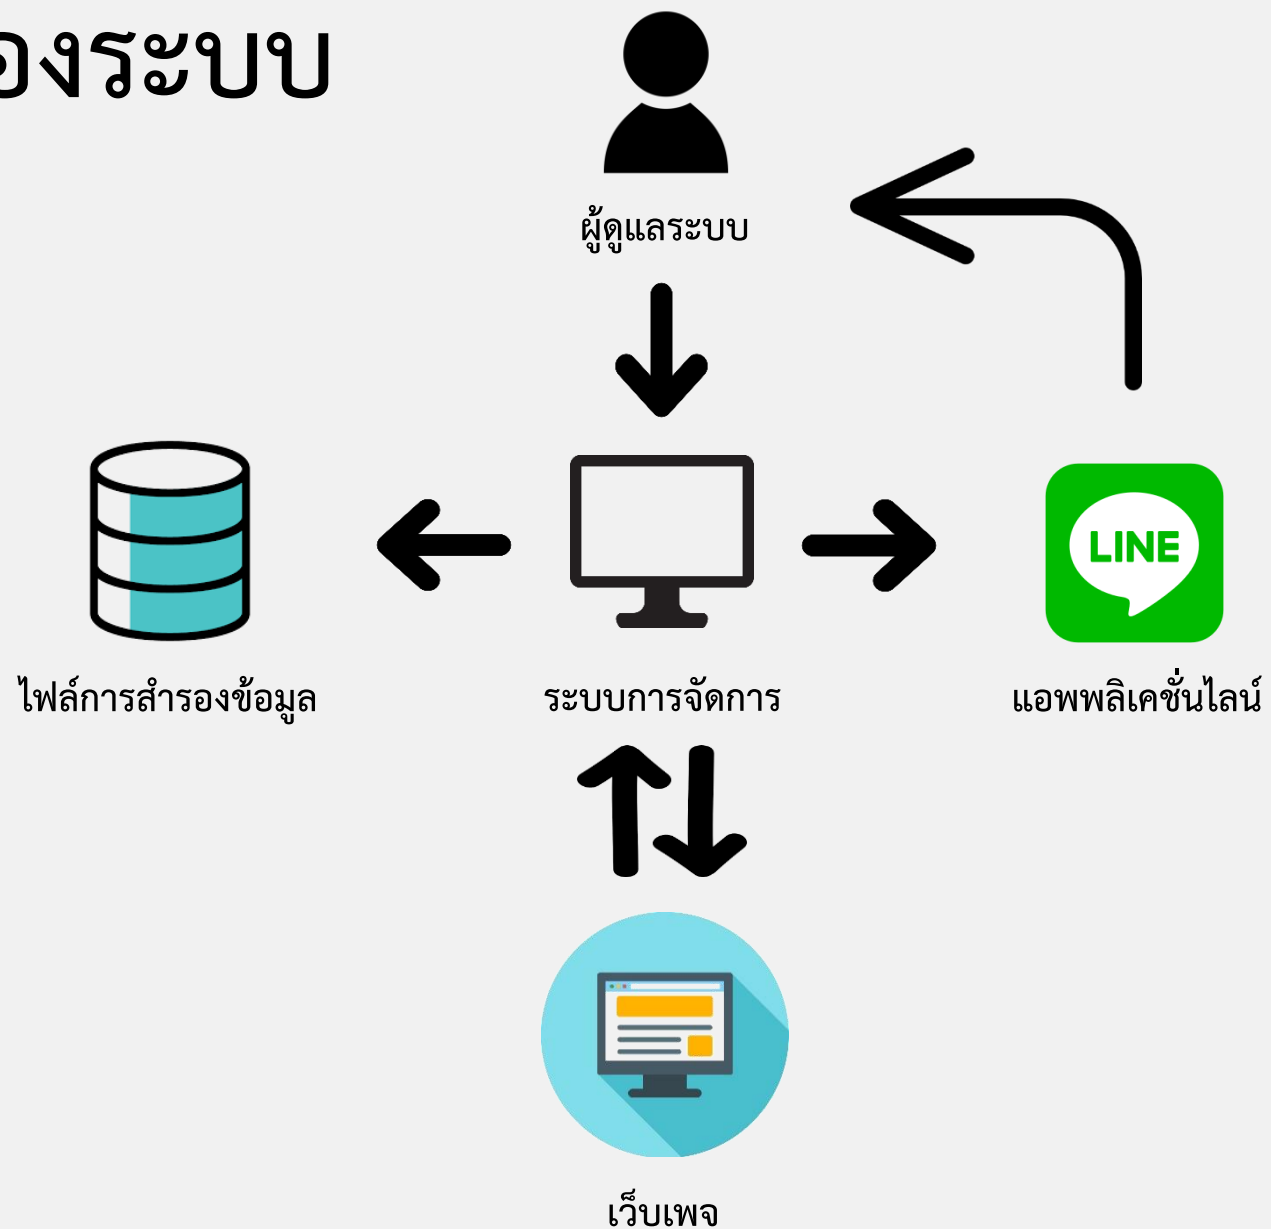 องระบบ
ผู้ดูแลระบบ
LINE
ไฟล์การสำรองข้อมูล
ระบบการจัดการ
แอพพลิเคชั่นไลน์
เว็บเพจ